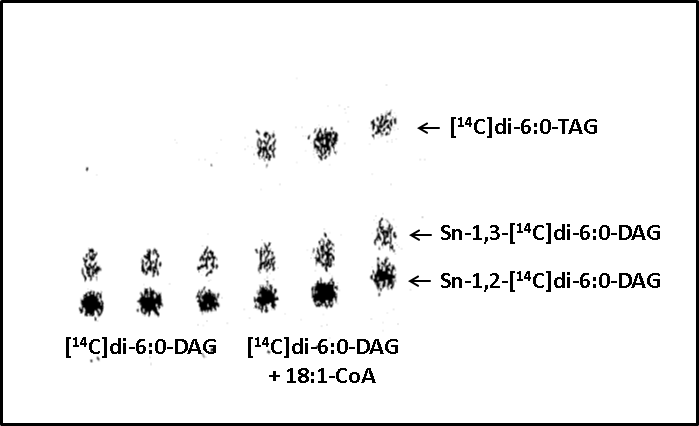 ← [¹⁴C]di-6:0-TAG
← Sn-1,3-[¹⁴C]di-6:0-DAG
← Sn-1,2-[¹⁴C]di-6:0-DAG
[¹⁴C]di-6:0-DAG [¹⁴C]di-6:0-DAG
+ 18:1-CoA